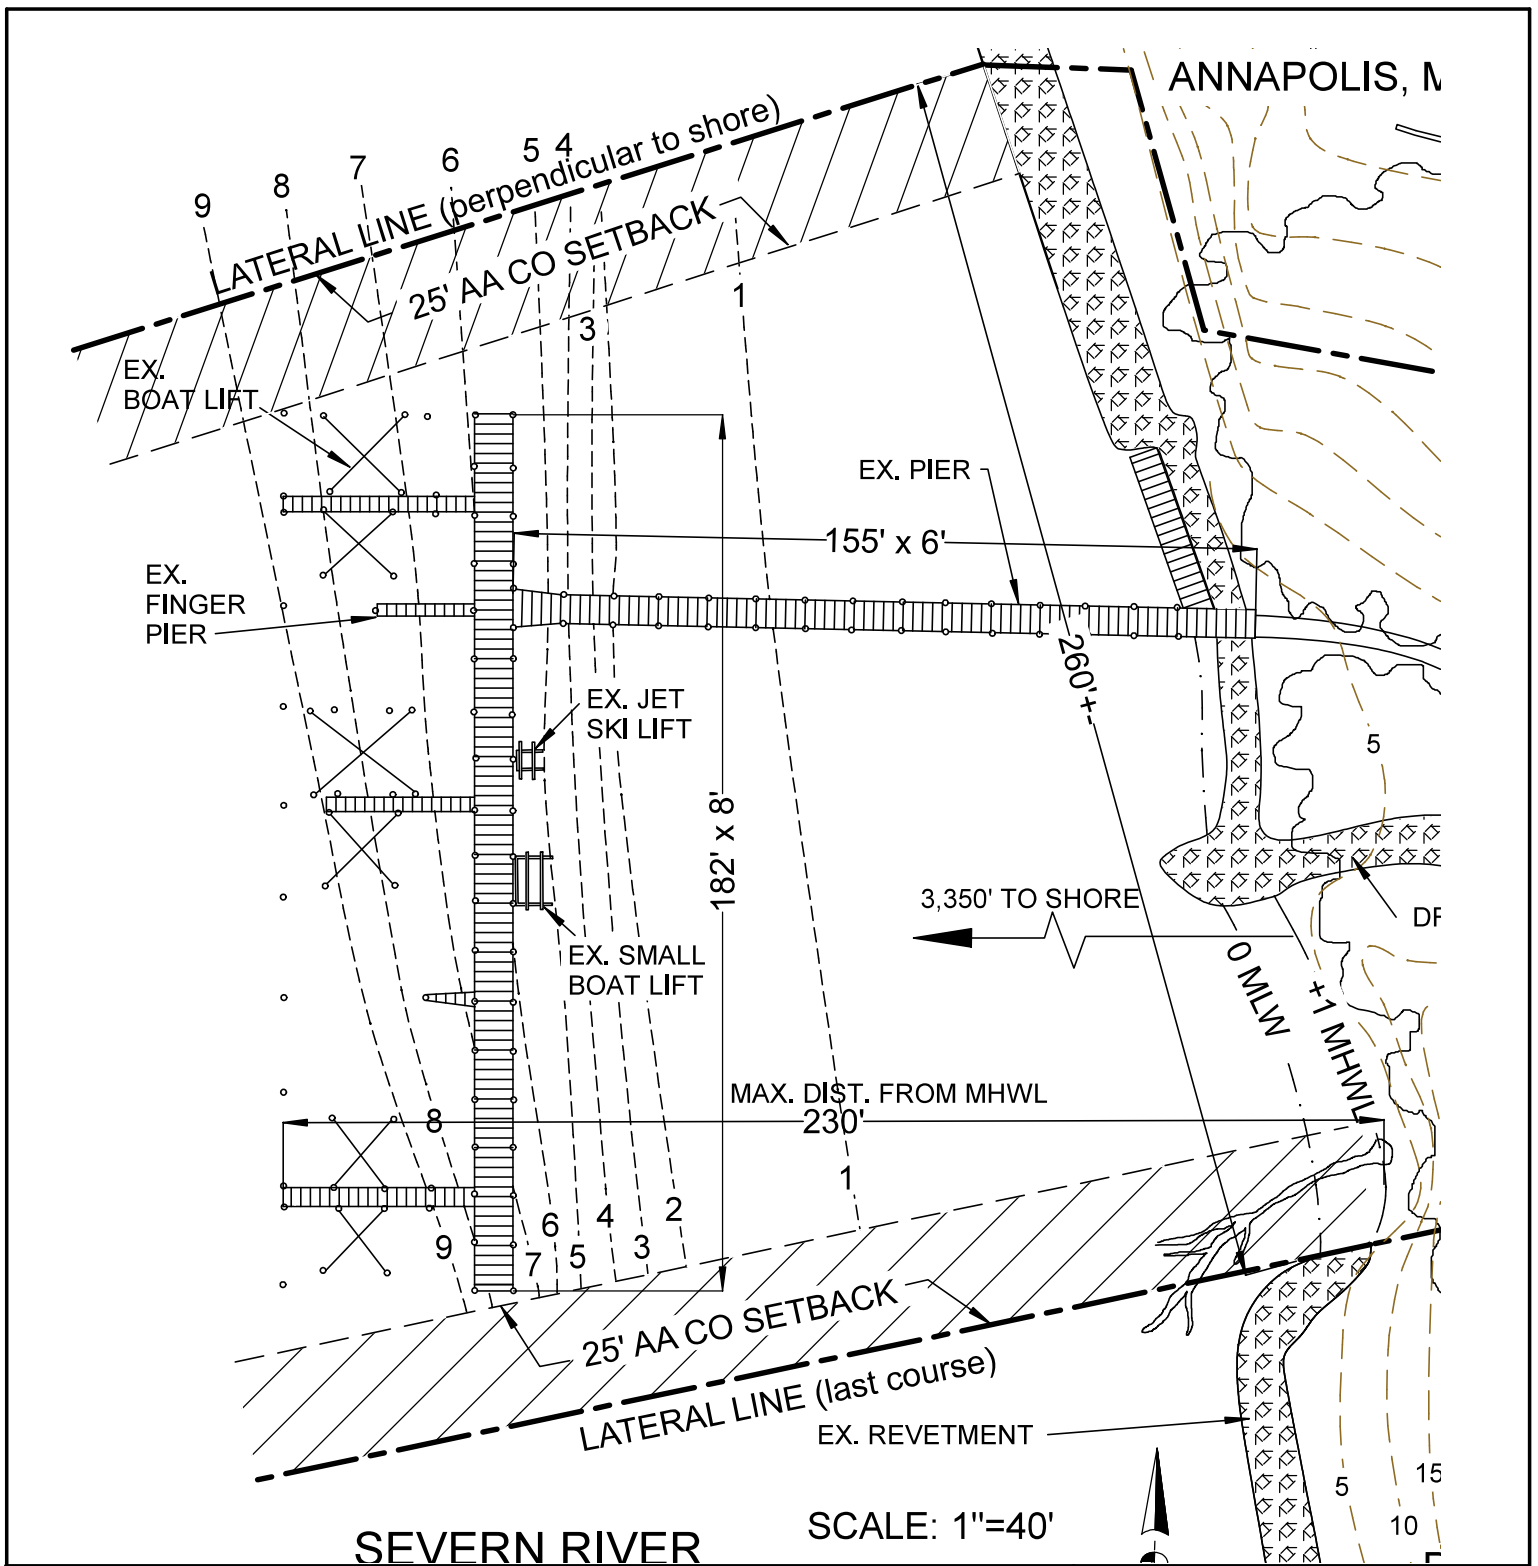 ANNAPOLIS, M
9
8
7
6
5
4
LATERAL LINE (perpendicular to shore)
25' AA CO SETBACK
1
3
EX.
BOAT LIFT
EX. PIER
155' x 6'
EX.
FINGER
PIER
260'+-
EX. JET
SKI LIFT
5
182' x 8'
3,350' TO SHORE
DR
EX. SMALL
BOAT LIFT
0 MLW
+1 MHWL
MAX. DIST. FROM MHWL
230'
8
1
2
4
6
3
5
7
9
25' AA CO SETBACK
LATERAL LINE (last course)
EX. REVETMENT
5
15
10
SCALE: 1"=40'
SEVERN RIVER